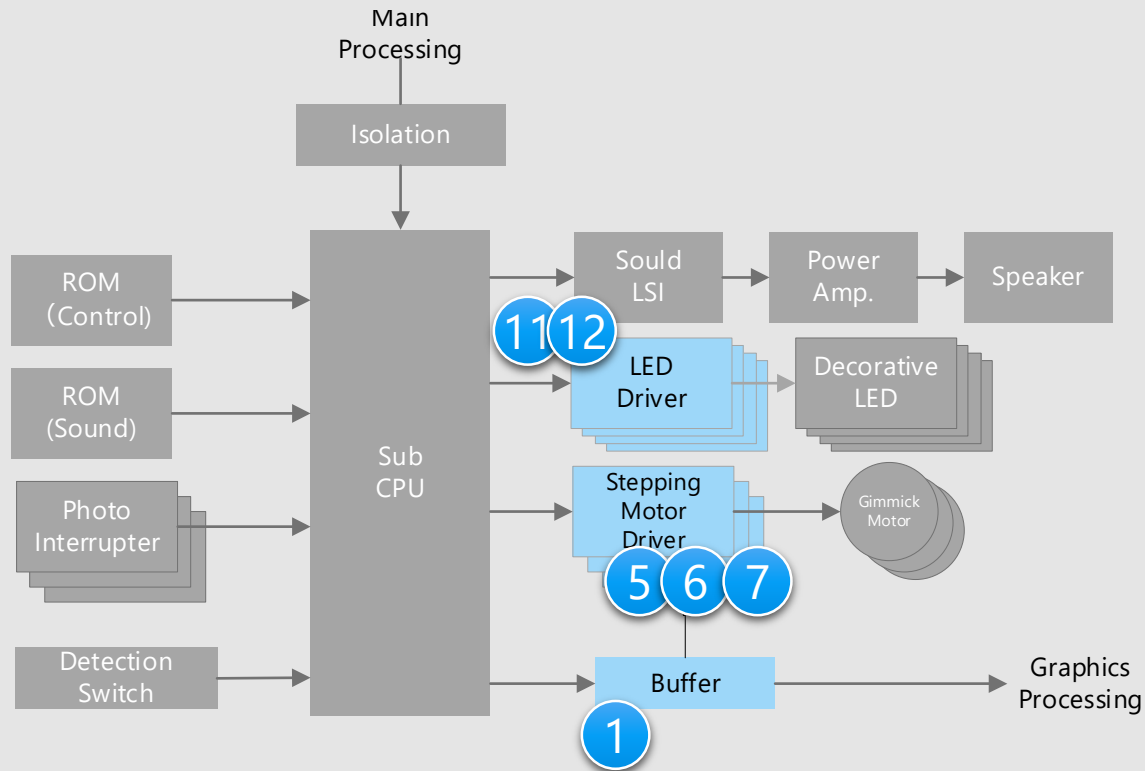 Main
Processing
Isolation
ROM
(Control)
ROM
(Sound)
Photo
Interrupter
Detection
Switch
Sub
CPU
Sould
LSI
Power
Amp.
Speaker
11 12
LED
Driver
Decorative
LED
Stepping
Motor
Driver
5 6 7
Gimmick
Motor
Buffer
1
Graphics
Processing